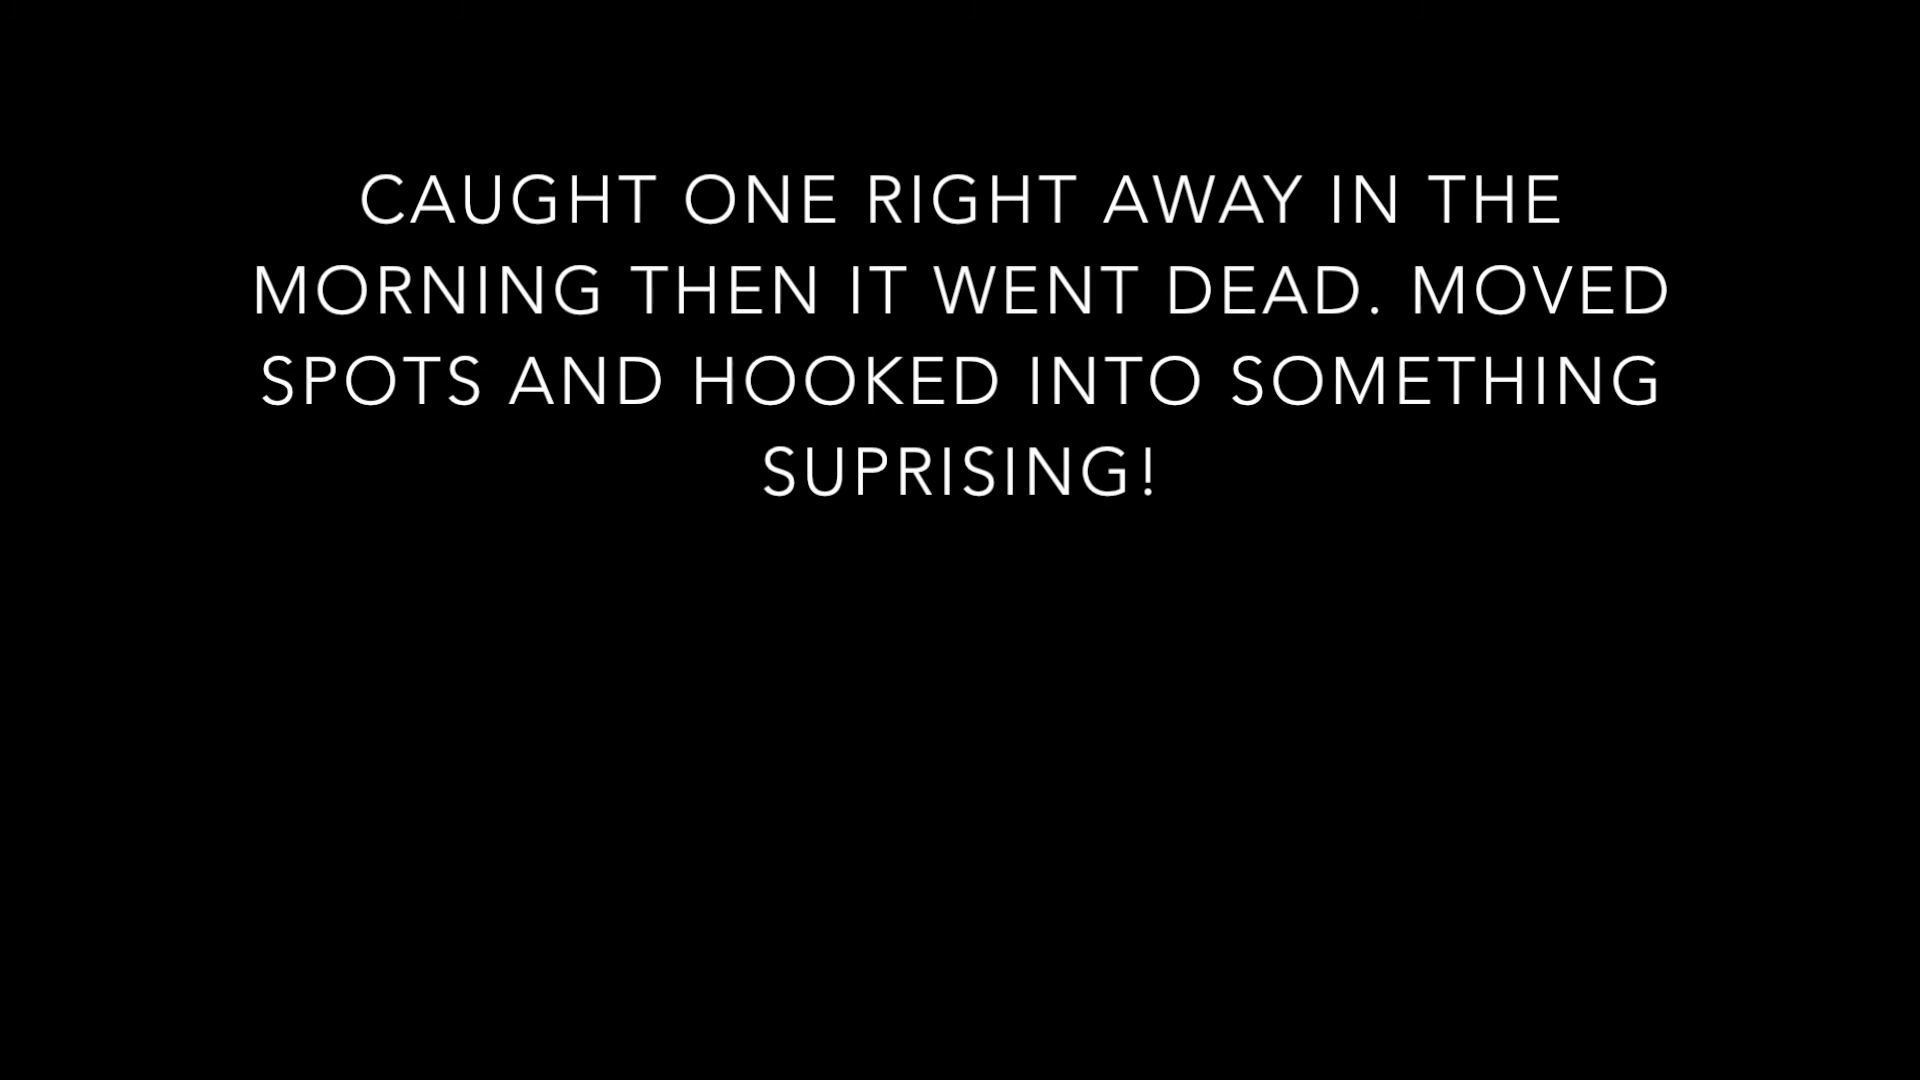 CAUGHT ONE RIGHT AWAY IN THE
MORNING THEN IT WENT DEAD. MOVED
SPOTS AND HOOKED INTO SOMETHING
SUPRISING!